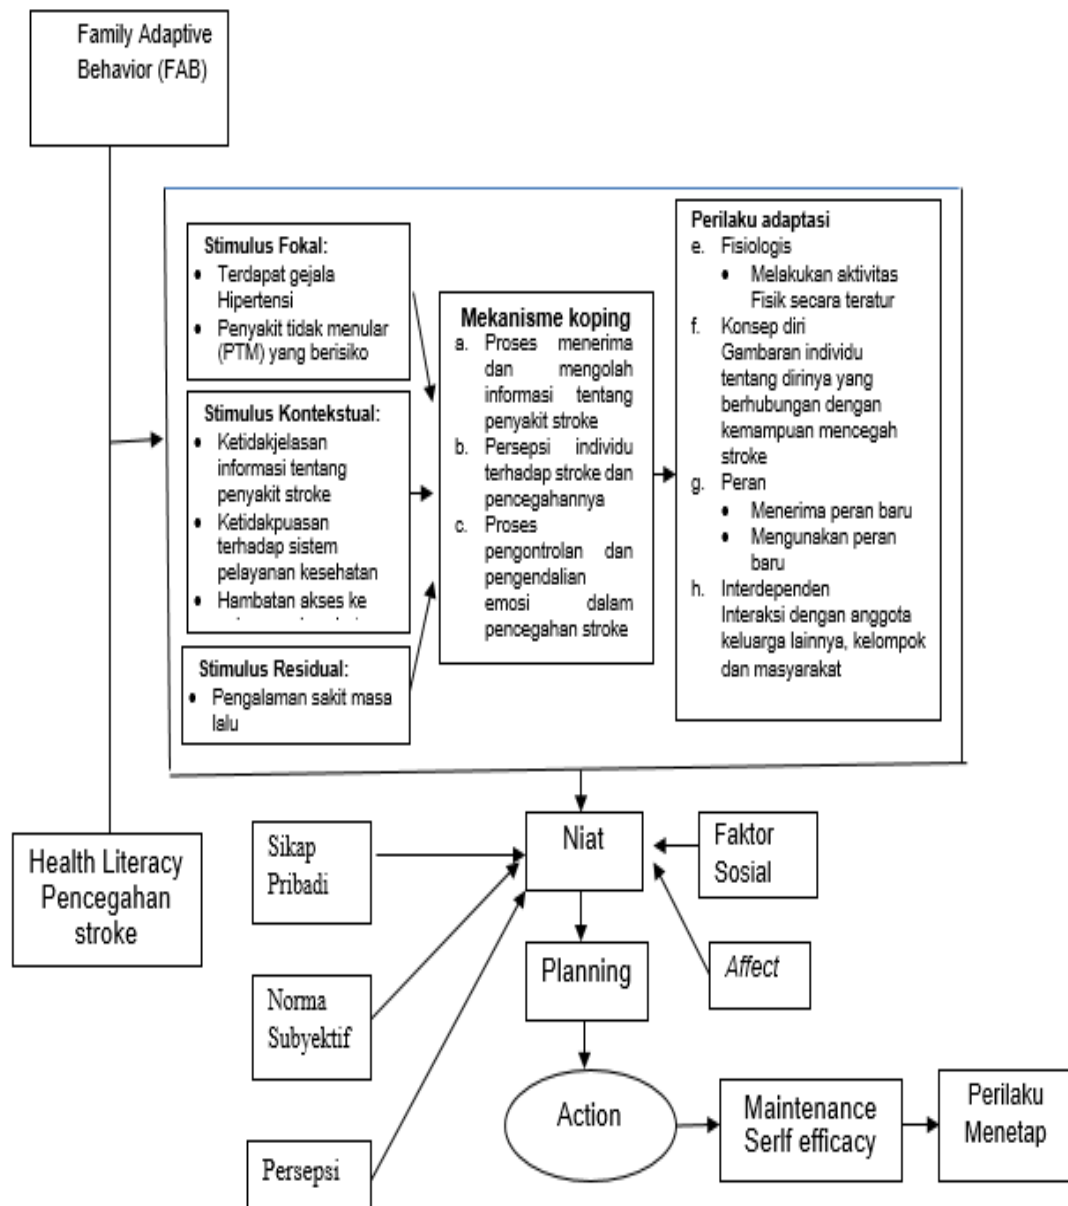 Family Adaptive
Behavior (FAB)
Stimulus Fokal:
• Terdapat gejala
Hipertensi
• Penyakit tidak menular
(PTM) yang berisiko
Stimulus Kontekstual:
• Ketidakjelasan
informasi tentang
penyakit stroke
• Ketidakpuasan
terhadap sistem
pelayanan kesehatan
• Hambatan akses ke
Stimulus Residual:
• Pengalaman sakit masa
lalu
Mekanisme koping
a. Proses menerima
dan mengolah
informasi tentang
penyakit stroke
b. Persepsi individu
terhadap stroke dan
pencegahannya
c. Proses
pengontrolan dan
pengendalian
emosi dalam
pencegahan stroke
Perilaku adaptasi
e. Fisiologis
• Melakukan aktivitas
Fisik secara teratur
f. Konsep diri
Gambaran individu
tentang dirinya yang
berhubungan dengan
kemampuan mencegah
stroke
g. Peran
• Menerima peran baru
• Mengunakan peran
baru
h. Interdependen
Interaksi dengan anggota
keluarga lainnya, kelompok
dan masyarakat
Health Literacy
Pencegahan
stroke
Sikap
Pribadi
Niat
Faktor
Sosial
Norma
Subyektif
Planning
Affect
Persepsi
Action
Maintenance
Serlf efficacy
Perilaku
Menetap